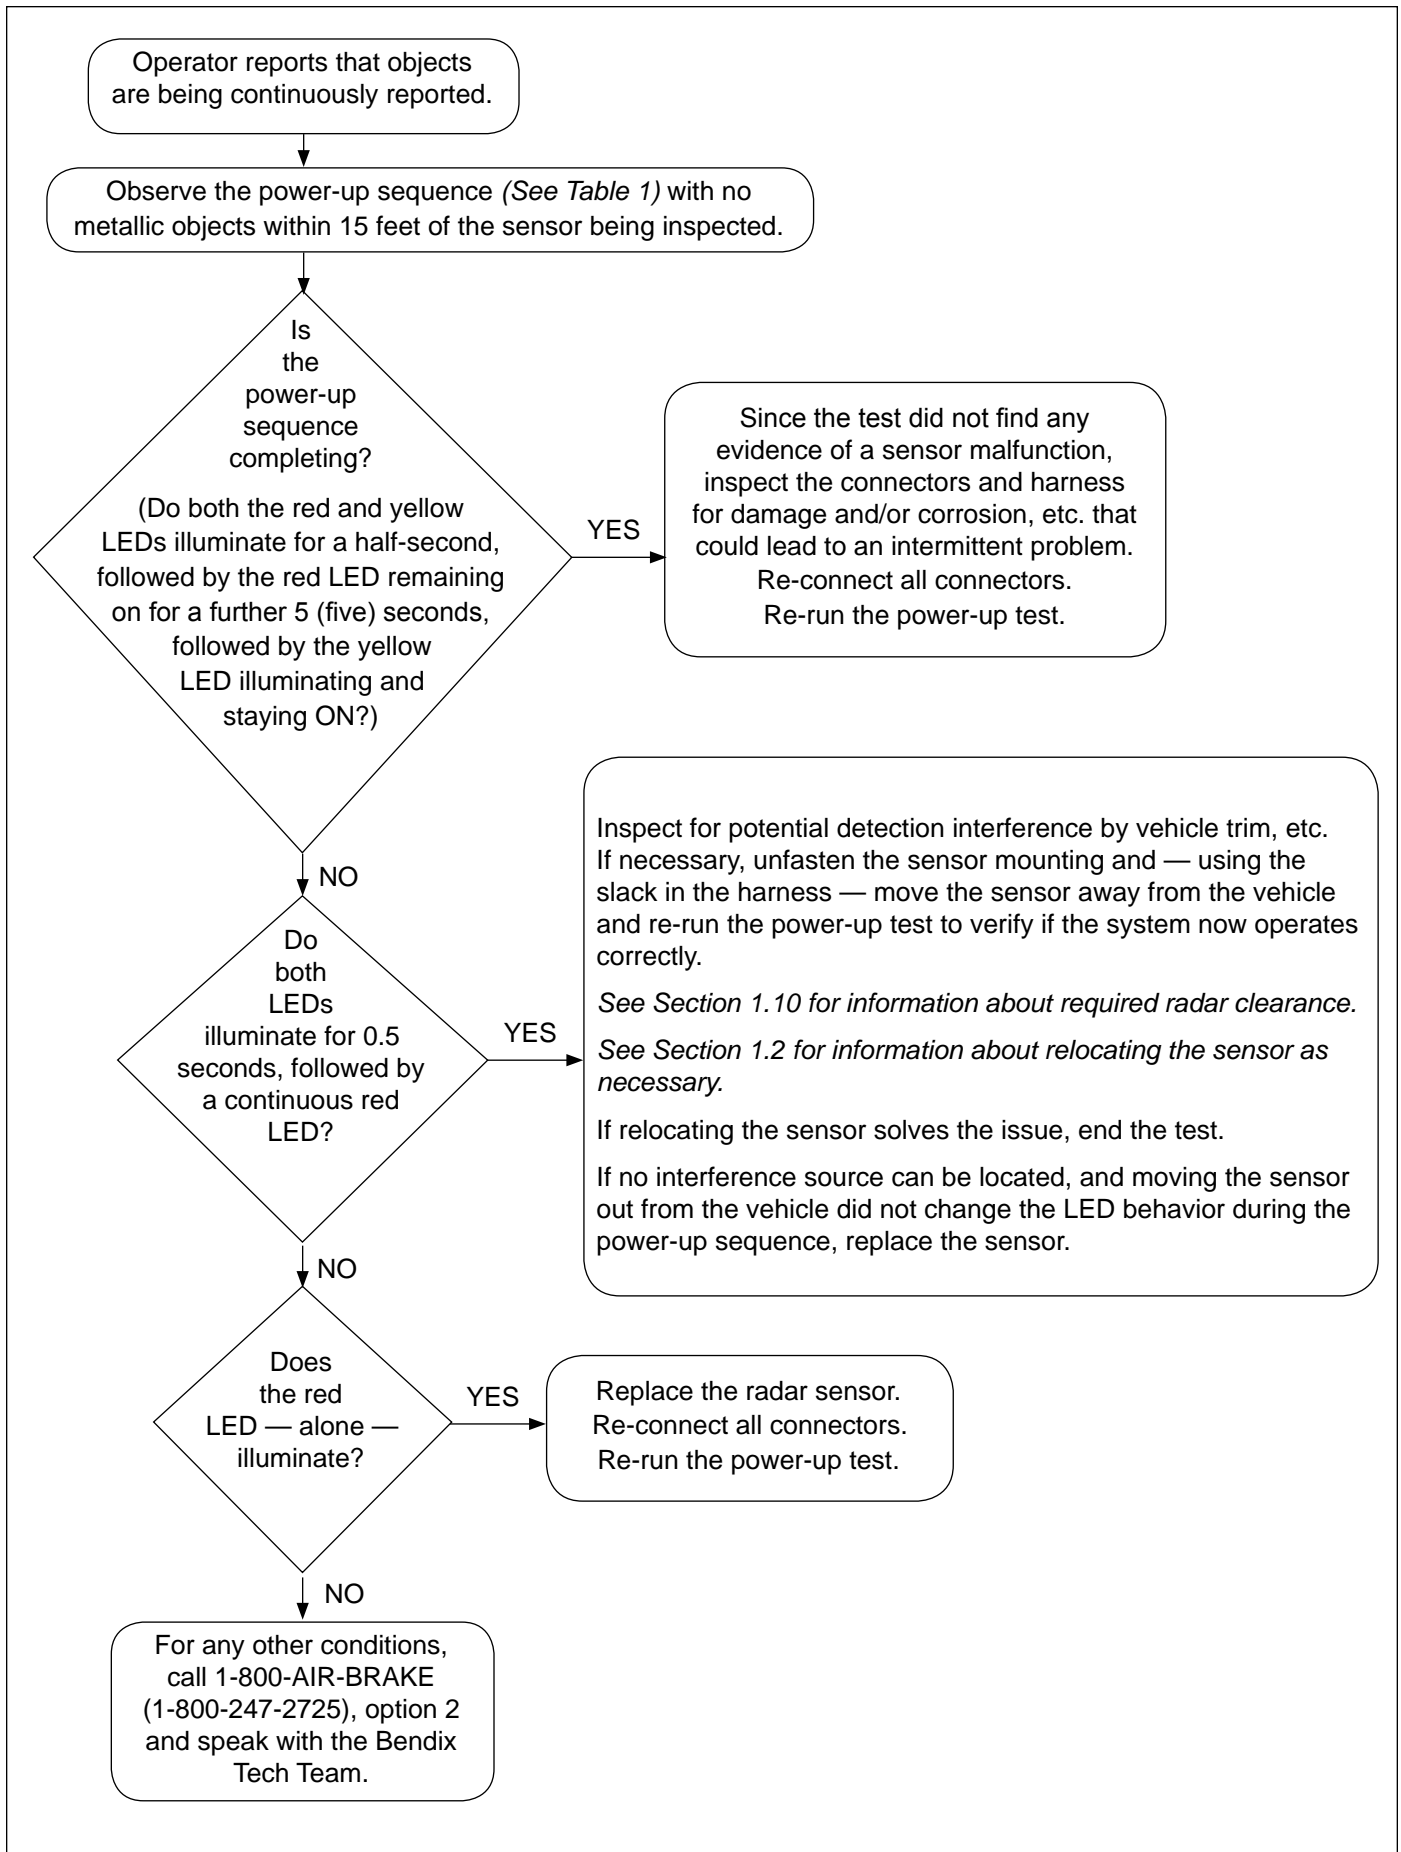 Operator reports that objects
are being continuously reported.
Observe the power-up sequence (See Table 1) with no
metallic objects within 15 feet of the sensor being inspected.
Is
the
power-up
sequence
completing?
(Do both the red and yellow
LEDs illuminate for a half-second,
followed by the red LED remaining
on for a further 5 (five) seconds,
followed by the yellow
LED illuminating and
staying ON?)
YES
Since the test did not find any
evidence of a sensor malfunction,
inspect the connectors and harness
for damage and/or corrosion, etc. that
could lead to an intermittent problem.
Re-connect all connectors.
Re-run the power-up test.
NO
Do
both
LEDs
illuminate for 0.5
seconds, followed by
a continuous red
LED?
YES
Inspect for potential detection interference by vehicle trim, etc.
If necessary, unfasten the sensor mounting and — using the
slack in the harness — move the sensor away from the vehicle
and re-run the power-up test to verify if the system now operates
correctly.
See Section 1.10 for information about required radar clearance.
See Section 1.2 for information about relocating the sensor as
necessary.
If relocating the sensor solves the issue, end the test.
If no interference source can be located, and moving the sensor
out from the vehicle did not change the LED behavior during the
power-up sequence, replace the sensor.
NO
Does
the red
LED — alone —
illuminate?
YES
Replace the radar sensor.
Re-connect all connectors.
Re-run the power-up test.
NO
For any other conditions,
call 1-800-AIR-BRAKE
(1-800-247-2725), option 2
and speak with the Bendix
Tech Team.